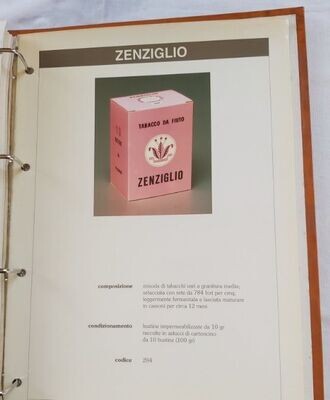 ZENZIGLIO
TABACCO DA FIUTO
ZENZIGLIO
composizione
miscela di tabacchi vari a granitura media,
setacciata con rete da 784 fori per cmq,
leggermente fermentata e lasciata maturare
in cassoni per circa 12 mesi
condizionamento
bustine impermeabilizzate da 10 gr
raccolte in astucci di cartoncino
da 10 bustine (100 gr)
codice
284